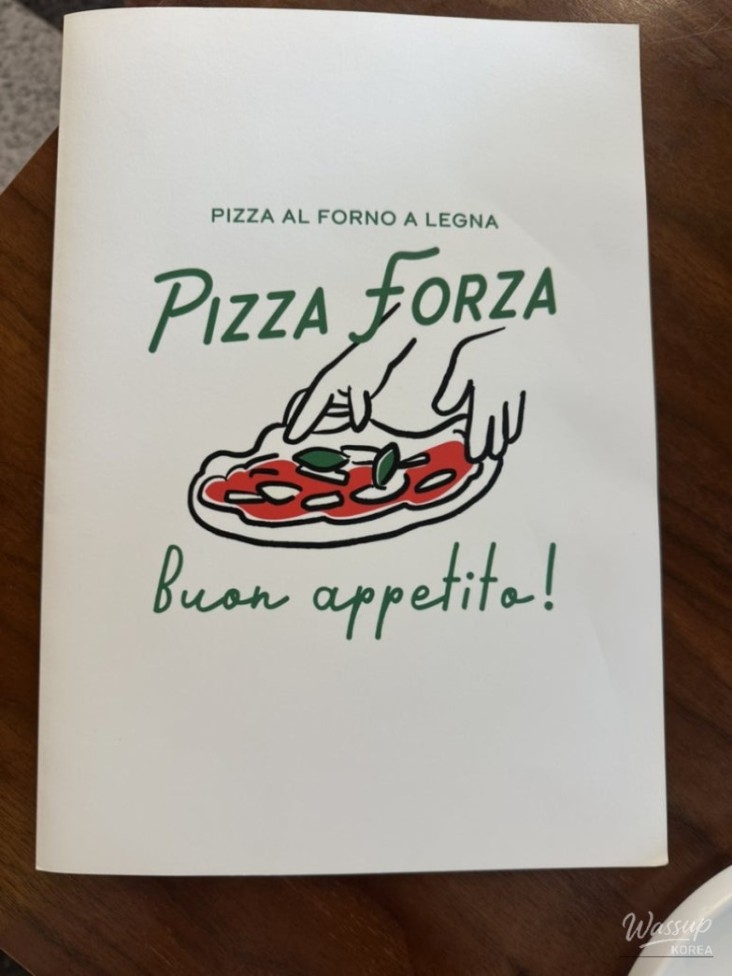 PIZZA AL FORNO A LEGNA
PIZZA FORZA
buon appetito!
Wassup
KOREA